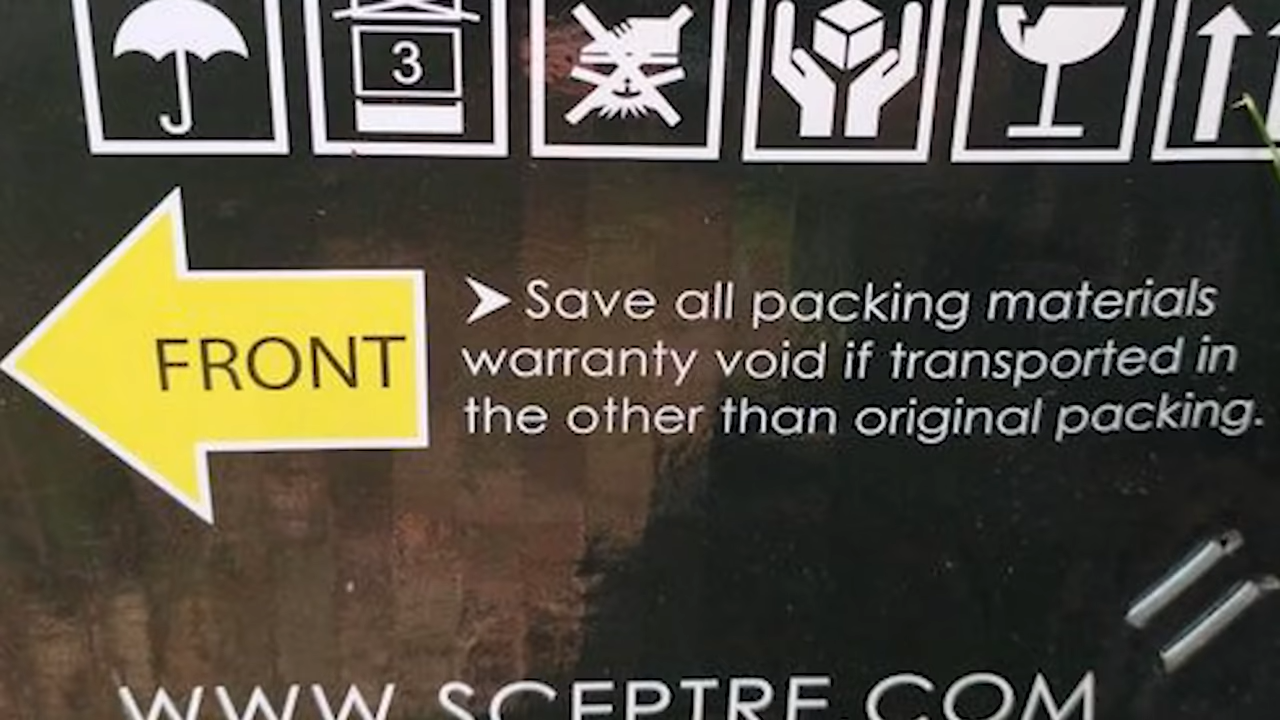 3
FRONT
➤ Save all packing materials
warranty void if transported in
the other than original packing.
WWW.SCEPTRE.COM